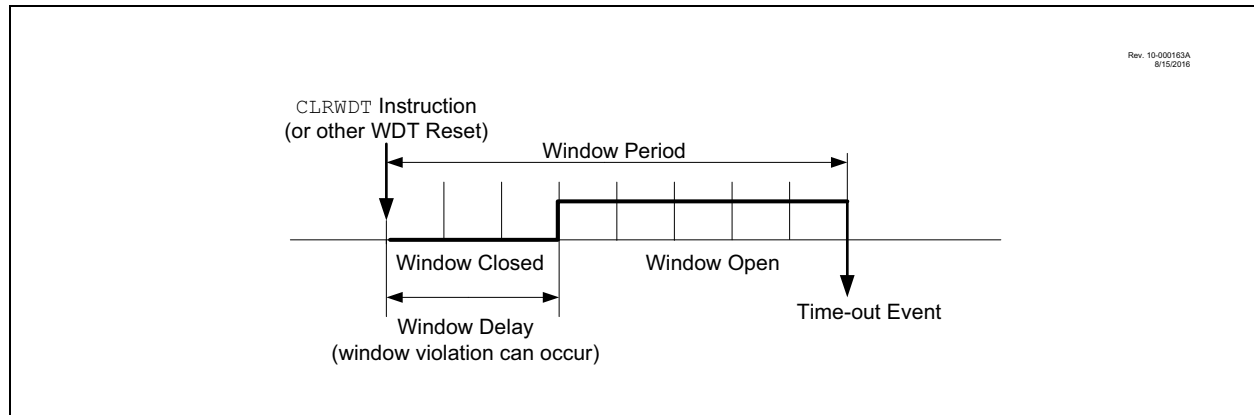 Rev. 10-000163A
8/15/2016
CLRWDT Instruction
(or other WDT Reset)
Window Period
Window Closed
Window Open
Window Delay
(window violation can occur)
Time-out Event